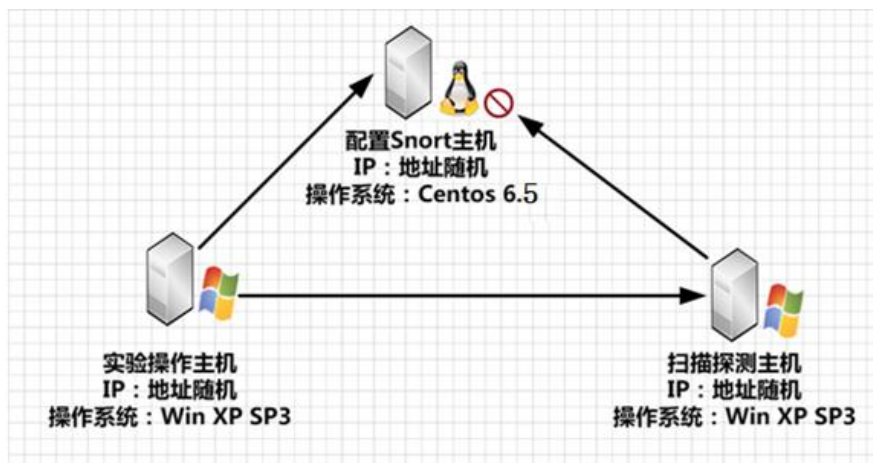 配置Snort主机
IP：地址随机
操作系统：Centos 6.5
实验操作主机
IP：地址随机
操作系统：Win XP SP3
扫描探测主机
IP：地址随机
操作系统：Win XP SP3